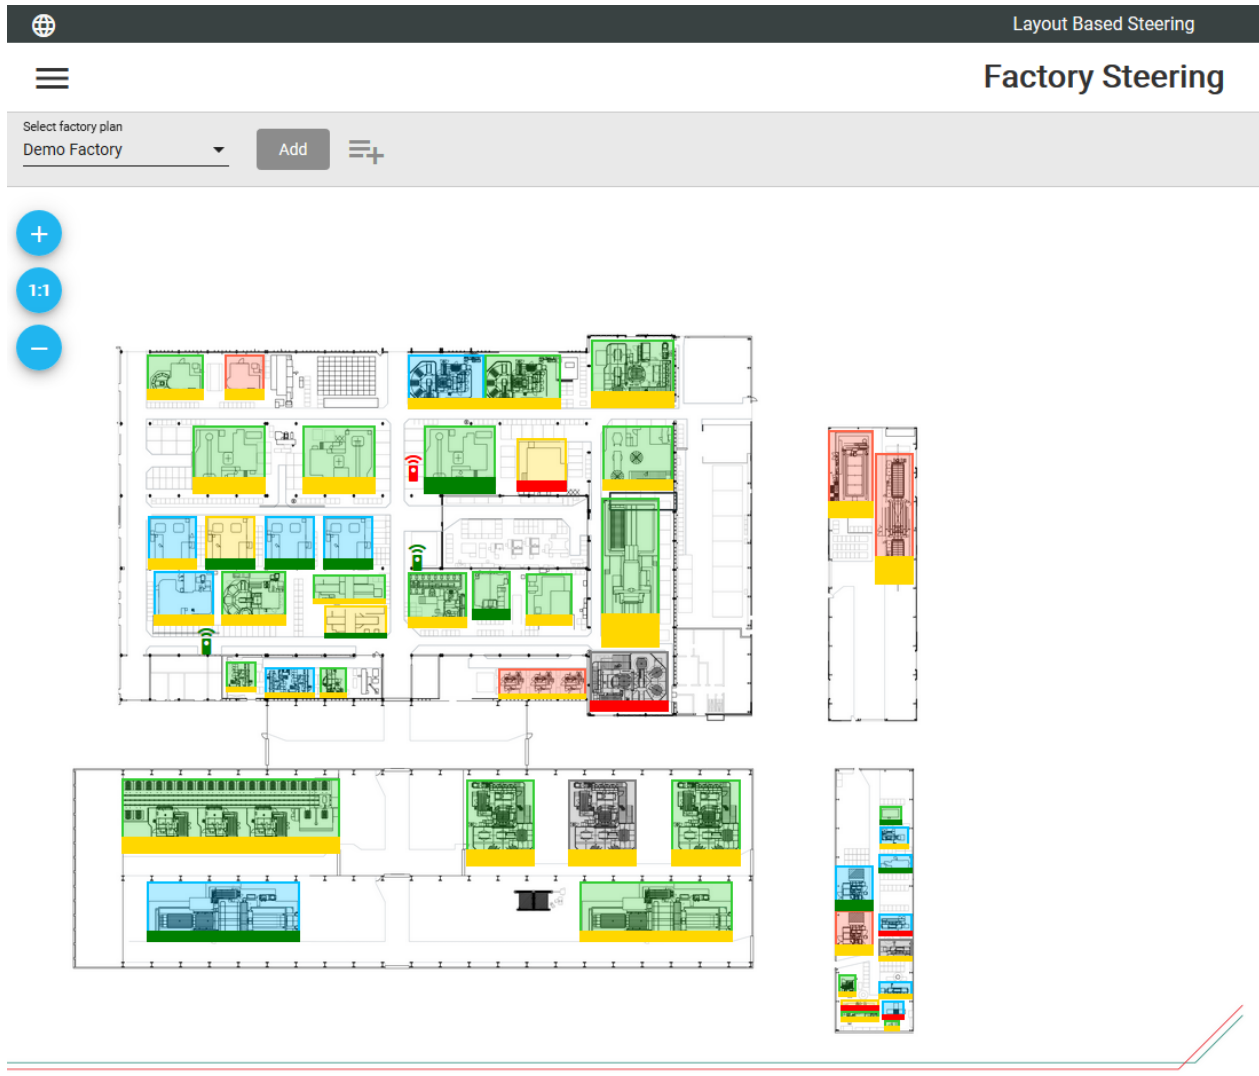 Layout Based Steering
Factory Steering
Select factory plan
Demo Factory
Add
+
1:1
−